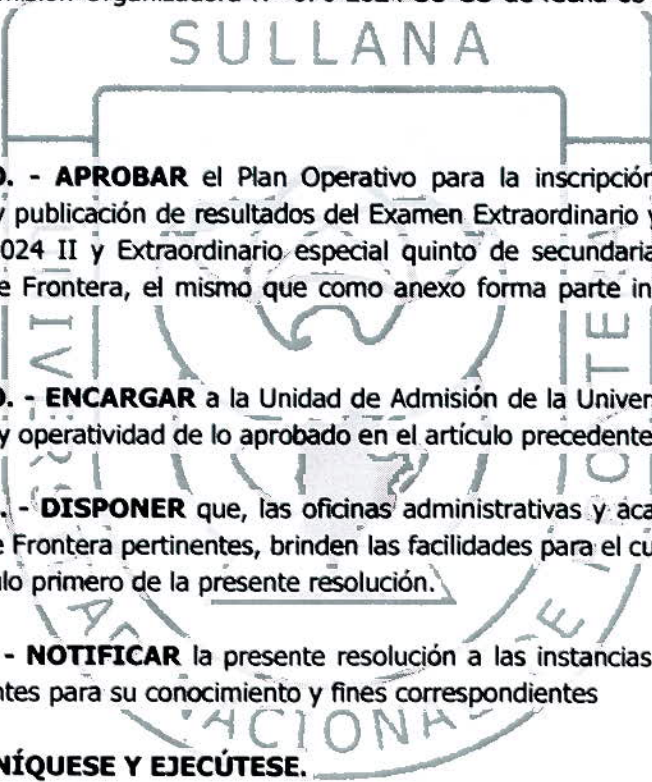 SULLANA
O. - APROBAR el Plan Operativo para la inscripción
y publicación de resultados del Examen Extraordinario y
024 II y Extraordinario especial quinto de secundaria
e Frontera, el mismo que como anexo forma parte in
O. - ENCARGAR a la Unidad de Admisión de la Univer
y operatividad de lo aprobado en el artículo precedente
. - DISPONER que, las oficinas administrativas y aca
e Frontera pertinentes, brinden las facilidades para el cu
lo primero de la presente resolución.
- NOTIFICAR la presente resolución a las instancias
ntes para su conocimiento y fines correspondientes
NACIONA
NÍQUESE Y EJECÚTESE.